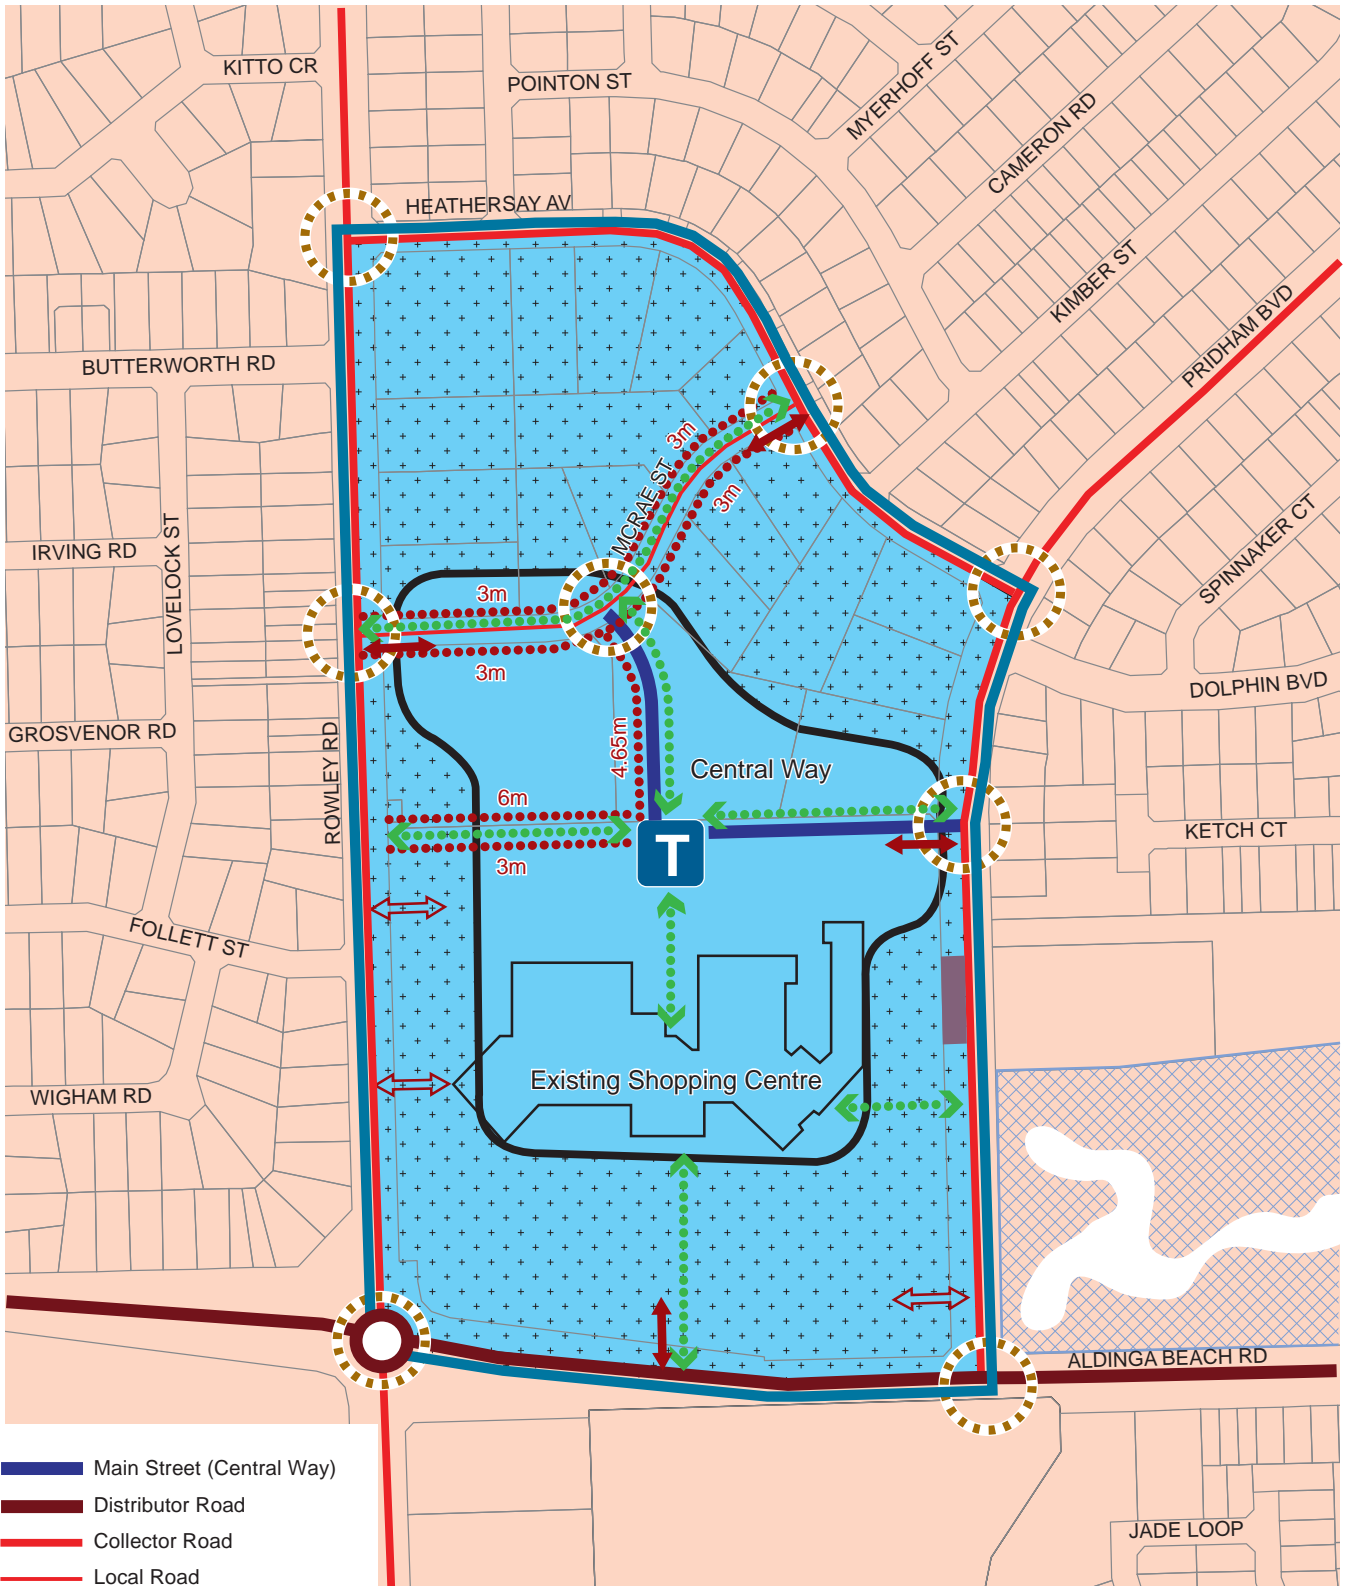 KITTO CR
POINTON ST
MYERHOFF ST
CAMERON RD
HEATHERSAY AV
KIMBER ST
PRIDHAM BVD
BUTTERWORTH RD
3m
MCRAE ST
3m
LOVELOCK ST
IRVING RD
SPINNAKER CT
3m
3m
DOLPHIN BVD
GROSVENOR RD
ROWLEY RD
4.65m
Central Way
6m
KETCH CT
T
3m
FOLLETT ST
Existing Shopping Centre
WIGHAM RD
ALDINGA BEACH RD
Main Street (Central Way)
Distributor Road
Collector Road
Local Road
JADE LOOP